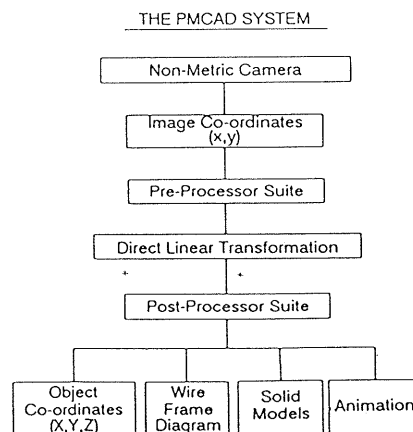 THE PMCAD SYSTEM
Non-Metric Camera
Image Co-ordinates
(x,y)
Pre-Processor Suite
Direct Linear Transformation
Post-Processor Suite
Object
Co-ordinates
(X,Y,Z)
Wire
Frame
Diagram
Solid
Models
Animation